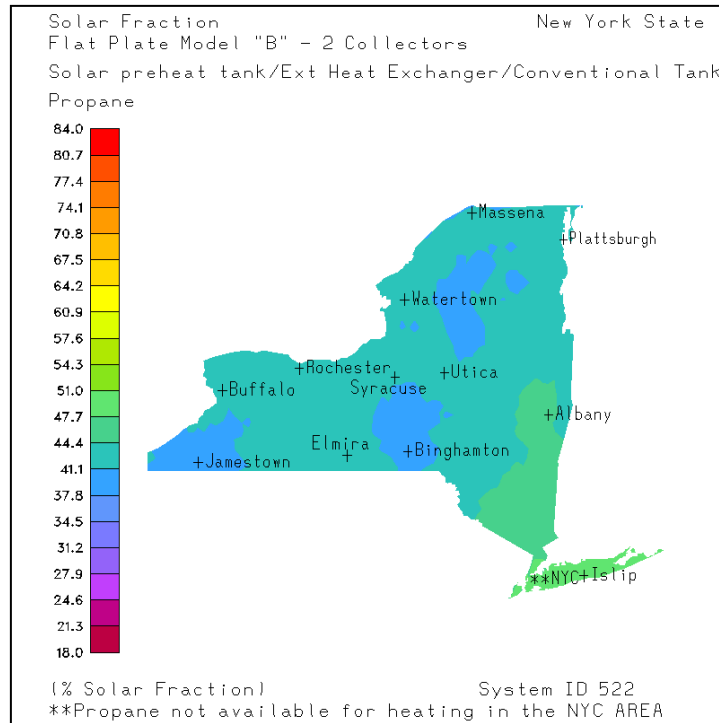 Solar Fraction New York State
Flat Plate Model "B" - 2 Collectors
Solar preheat tank/Ext Heat Exchanger/Conventional Tank
Propane
84.0
80.7
77.4
74.1
70.8
67.5
64.2
60.9
57.6
54.3
51.0
47.7
44.4
41.1
37.8
34.5
31.2
27.9
24.6
21.3
18.0
+Massena
+Plattsburgh
+Watertown
+Rochester
Syracuse
+Utica
+Buffalo
+Albany
Elmira
+Binghamton
+Jamestown
**NYC+Islip
(% Solar Fraction) System ID 522
**Propane not available for heating in the NYC AREA